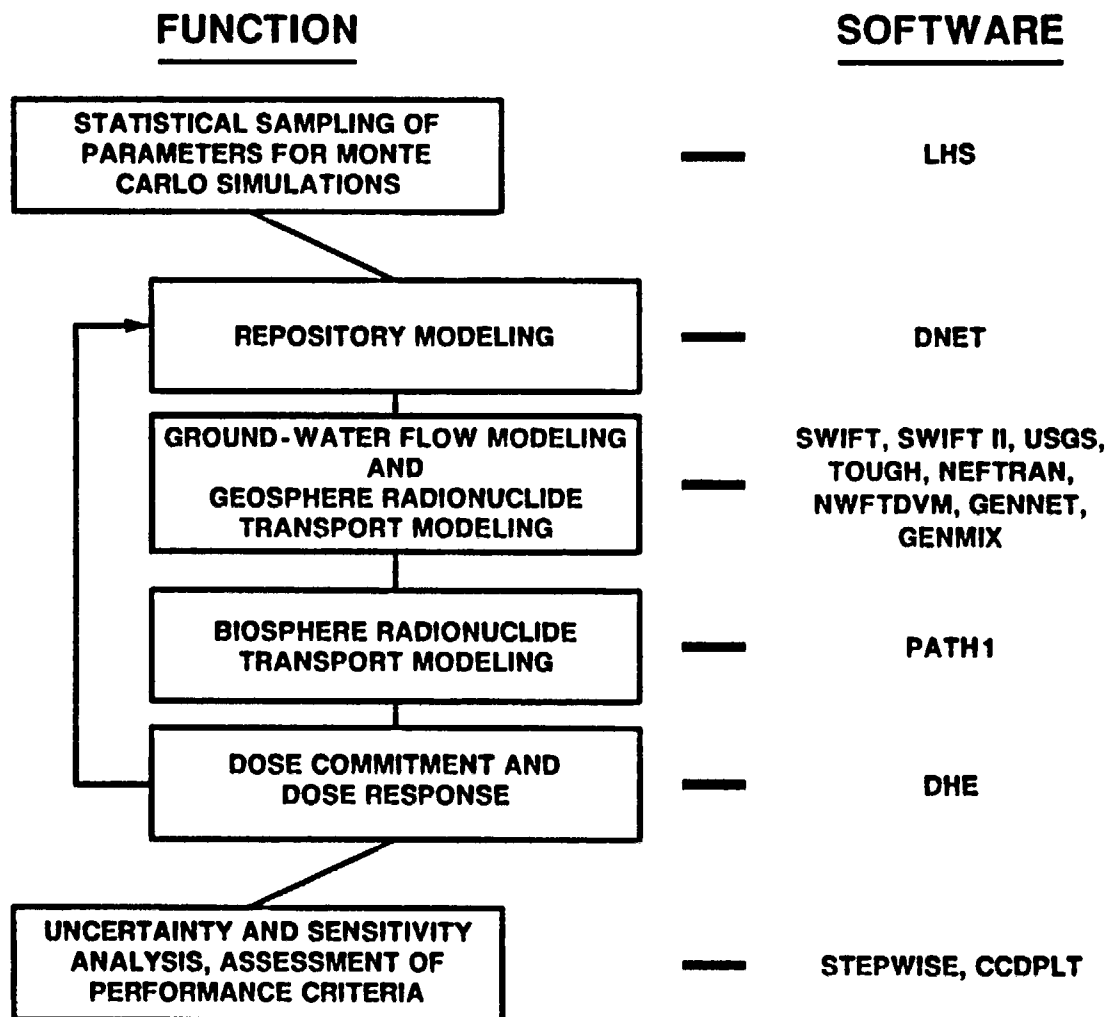 FUNCTION
SOFTWARE
STATISTICAL SAMPLING OF
PARAMETERS FOR MONTE
CARLO SIMULATIONS
LHS
REPOSITORY MODELING
DNET
GROUND-WATER FLOW MODELING
AND
GEOSPHERE RADIONUCLIDE
TRANSPORT MODELING
SWIFT, SWIFT II, USGS,
TOUGH, NEFTRAN,
NWFTDVM, GENNET,
GENMIX
BIOSPHERE RADIONUCLIDE
TRANSPORT MODELING
PATH1
DOSE COMMITMENT AND
DOSE RESPONSE
DHE
UNCERTAINTY AND SENSITIVITY
ANALYSIS, ASSESSMENT OF
PERFORMANCE CRITERIA
STEPWISE, CCDPLT